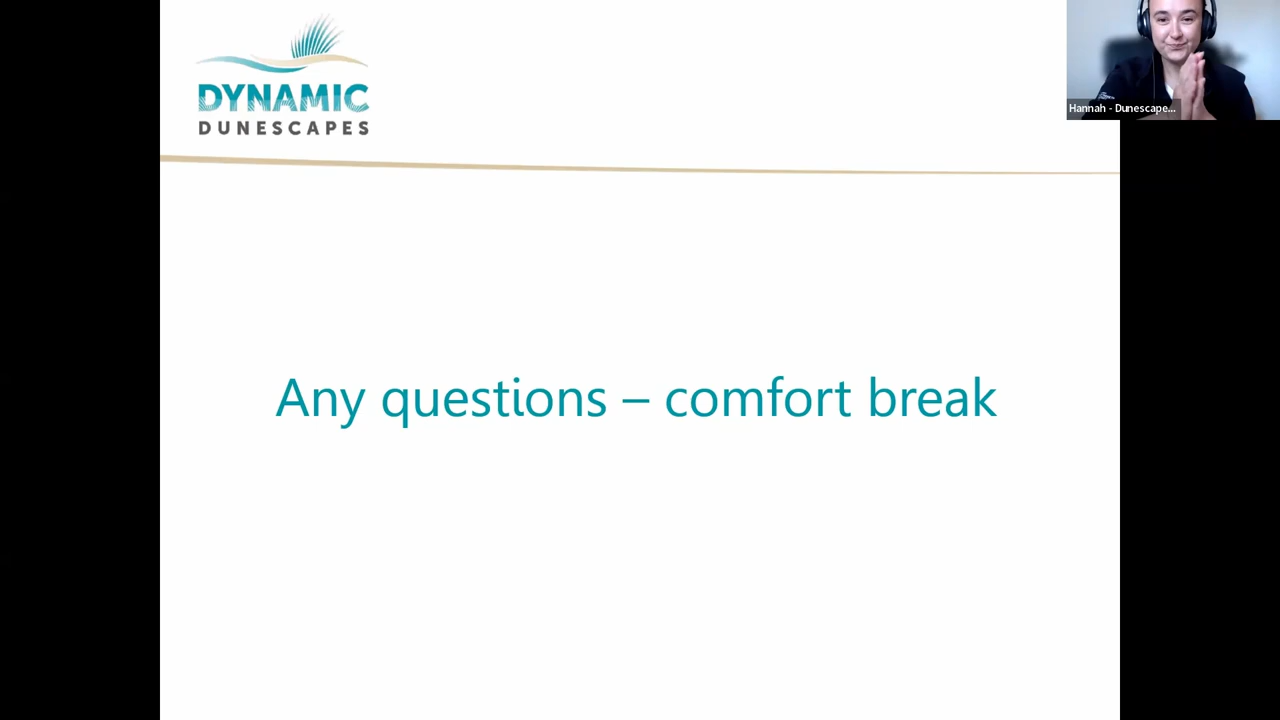 DYNAMIC
DUNESCAPES
Hannah - Dunescape...
Any questions – comfort break